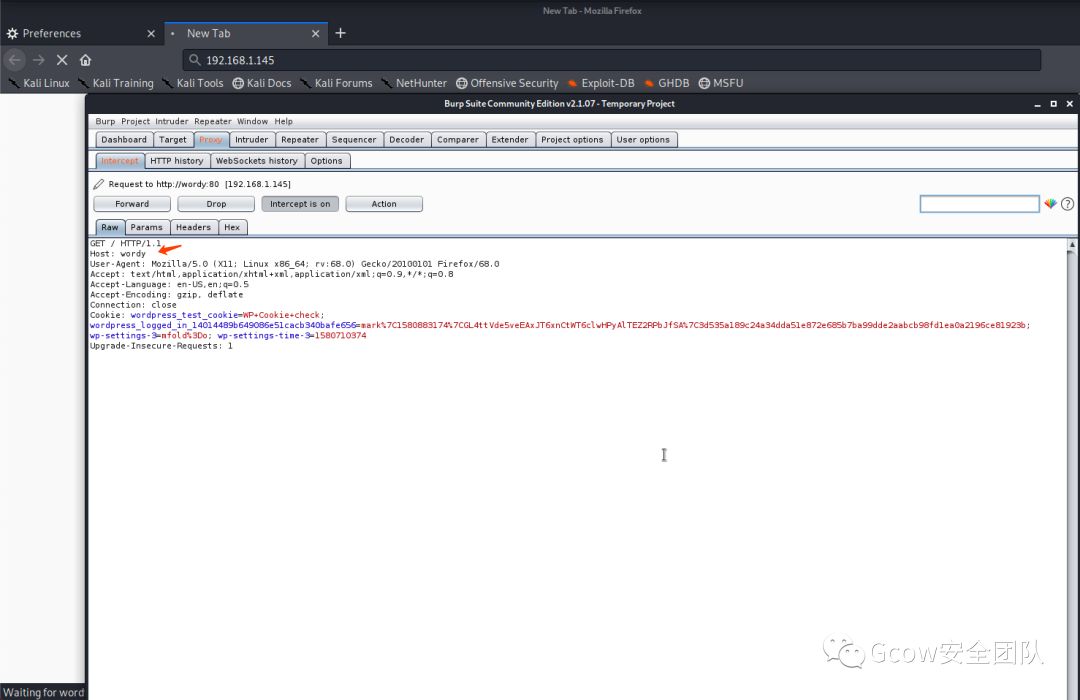 New Tab - Mozilla Firefox
Preferences
New Tab
192.168.1.145
Kali Linux Kali Training Kali Tools Kali Docs Kali Forums NetHunter Offensive Security Exploit-DB GHDB MSFU
Burp Suite Community Edition v2.1.07 - Temporary Project
Burp Project Intruder Repeater Window Help
Dashboard Target Proxy Intruder Repeater Sequencer Decoder Comparer Extender Project options User options
Intercept HTTP history WebSockets history Options
Request to http://wordy:80 [192.168.1.145]
Forward Drop Intercept is on Action
Raw Params Headers Hex
GET / HTTP/1.1
Host: wordy
User-Agent: Mozilla/5.0 (X11; Linux x86_64; rv:68.0) Gecko/20100101 Firefox/68.0
Accept: text/html,application/xhtml+xml,application/xml;q=0.9,*/*;q=0.8
Accept-Language: en-US,en;q=0.5
Accept-Encoding: gzip, deflate
Connection: close
Cookie: wordpress_test_cookie=WP+Cookie+check;
wordpress_logged_in_14014489b649086e51cacb340bafe656=mark%7C1580883174%7CGL4ttVde5veEAxJT6xnCtWT6clwHPyAlTEZ2RPbJfSA%7C3d535a189c24a34dda51e872e685b7ba99dde2aabcb98fd1ea0a2196ce81923b;
wp-settings-3=mfold%3Do; wp-settings-time-3=1580710374
Upgrade-Insecure-Requests: 1
Gcow安全团队
Waiting for word